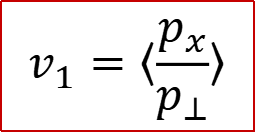 v₁ = ⟨pₓ/p⊥⟩